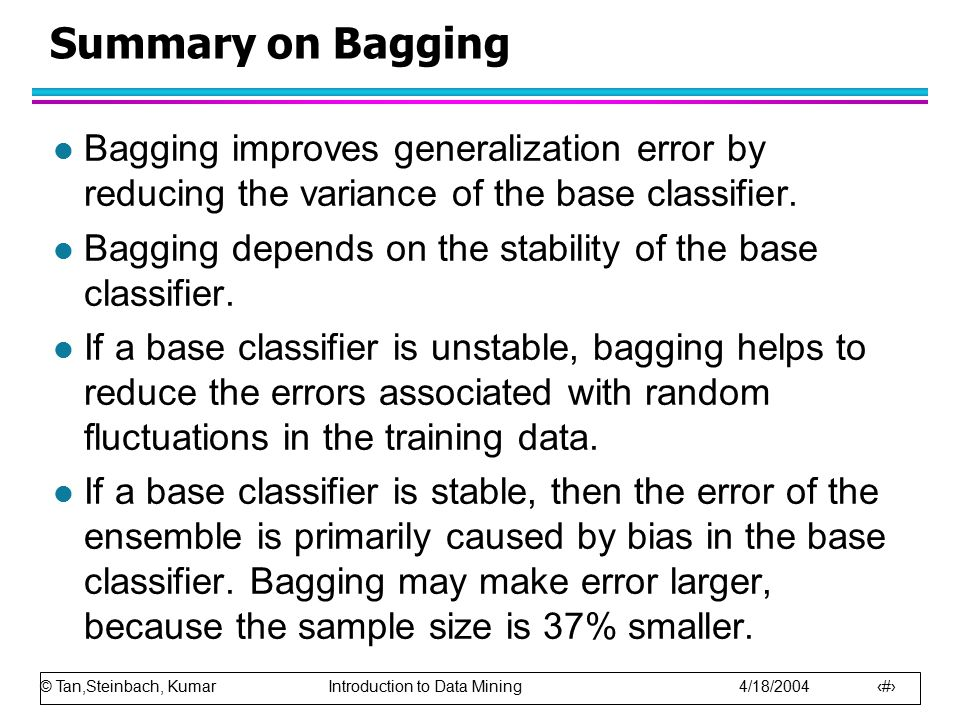 Summary on Bagging
● Bagging improves generalization error by
reducing the variance of the base classifier.
● Bagging depends on the stability of the base
classifier.
● If a base classifier is unstable, bagging helps to
reduce the errors associated with random
fluctuations in the training data.
● If a base classifier is stable, then the error of the
ensemble is primarily caused by bias in the base
classifier. Bagging may make error larger,
because the sample size is 37% smaller.
© Tan,Steinbach, Kumar Introduction to Data Mining 4/18/2004 ‹#›